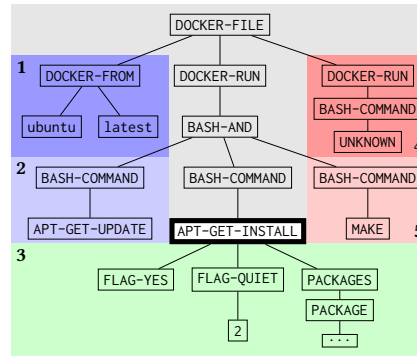 DOCKER-FILE
1
DOCKER-FROM DOCKER-RUN DOCKER-RUN
BASH-COMMAND
ubuntu latest BASH-AND
UNKNOWN
4
2
BASH-COMMAND BASH-COMMAND BASH-COMMAND
APT-GET-UPDATE APT-GET-INSTALL MAKE 5
3
FLAG-YES FLAG-QUIET PACKAGES
PACKAGE
2
...